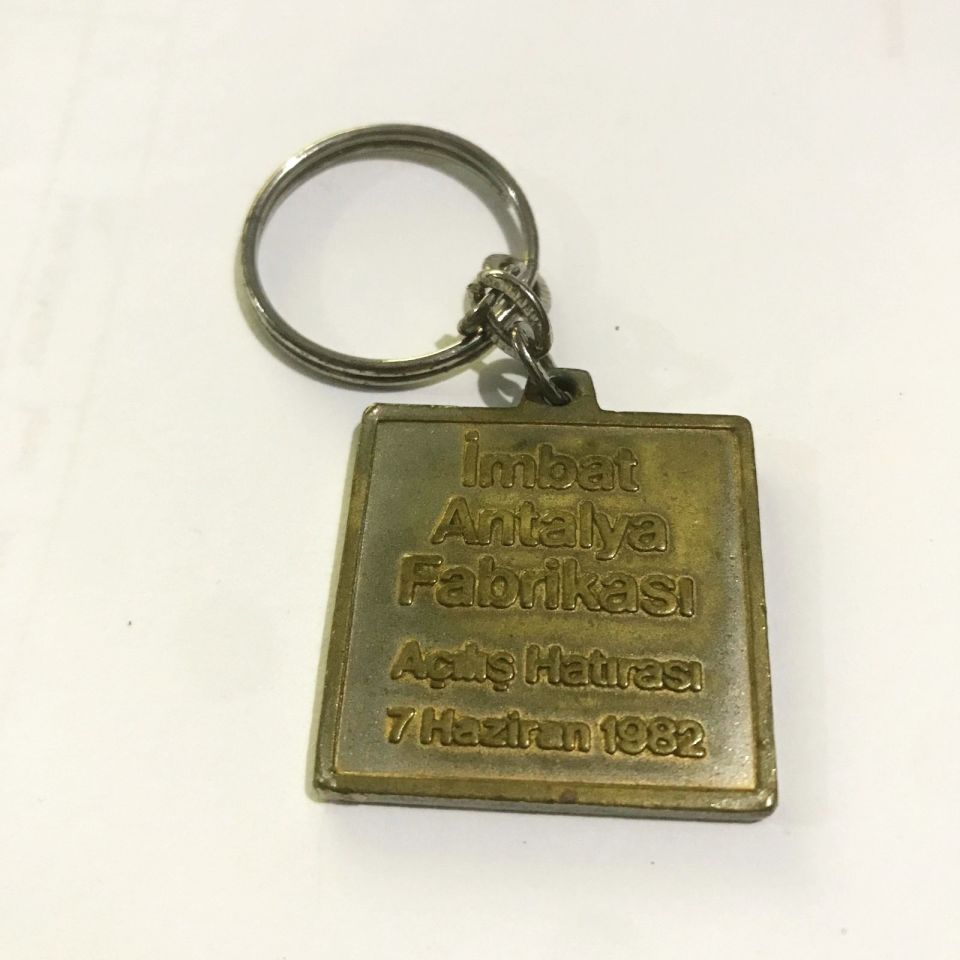 İmbat
Antalya
Fabrikası
Açılış Hatırası
7 Haziran 1982